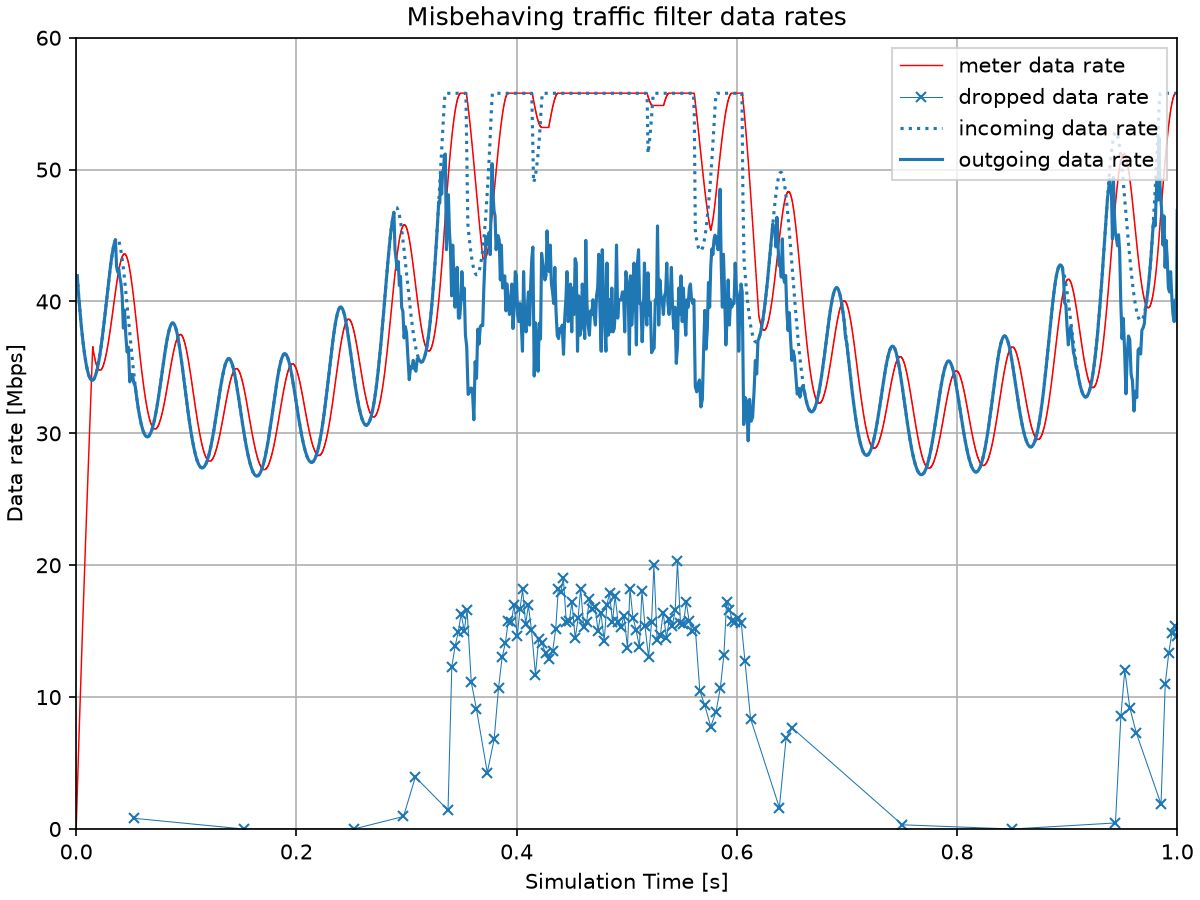 Misbehaving traffic filter data rates
60
50
40
30
20
10
0
Data rate [Mbps]
meter data rate
dropped data rate
incoming data rate
outgoing data rate
0.0 0.2 0.4 0.6 0.8 1.0
Simulation Time [s]